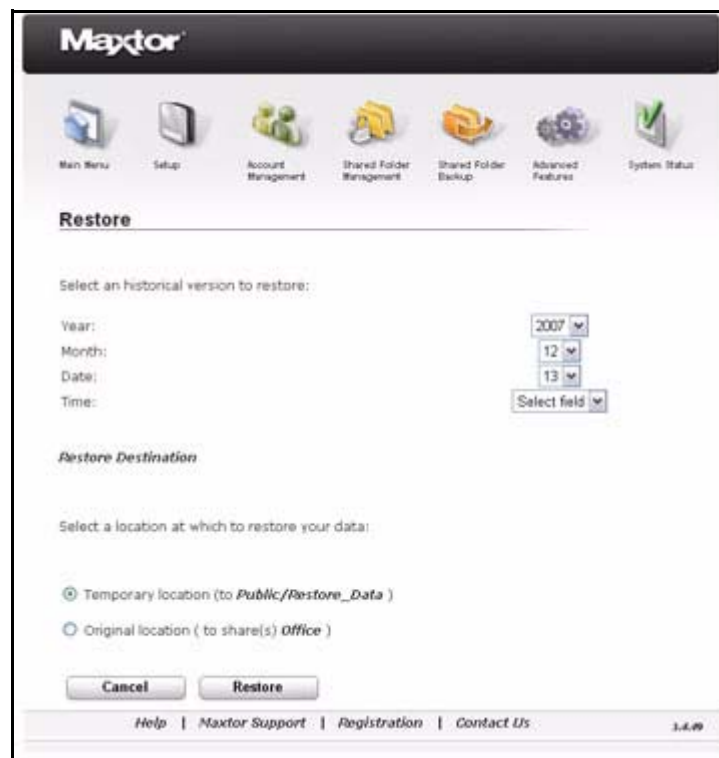 Maxtor
Main Menu
Setup
Account Management
Shared Folder Management
Shared Folder Backup
Advanced Features
System Status
Restore
Select an historical version to restore:
Year: 2007
Month: 12
Date: 13
Time: Select field
Restore Destination
Select a location at which to restore your data:
Temporary location (to Public/Restore_Data )
Original location ( to share(s) Office )
Cancel Restore
Help | Maxtor Support | Registration | Contact Us